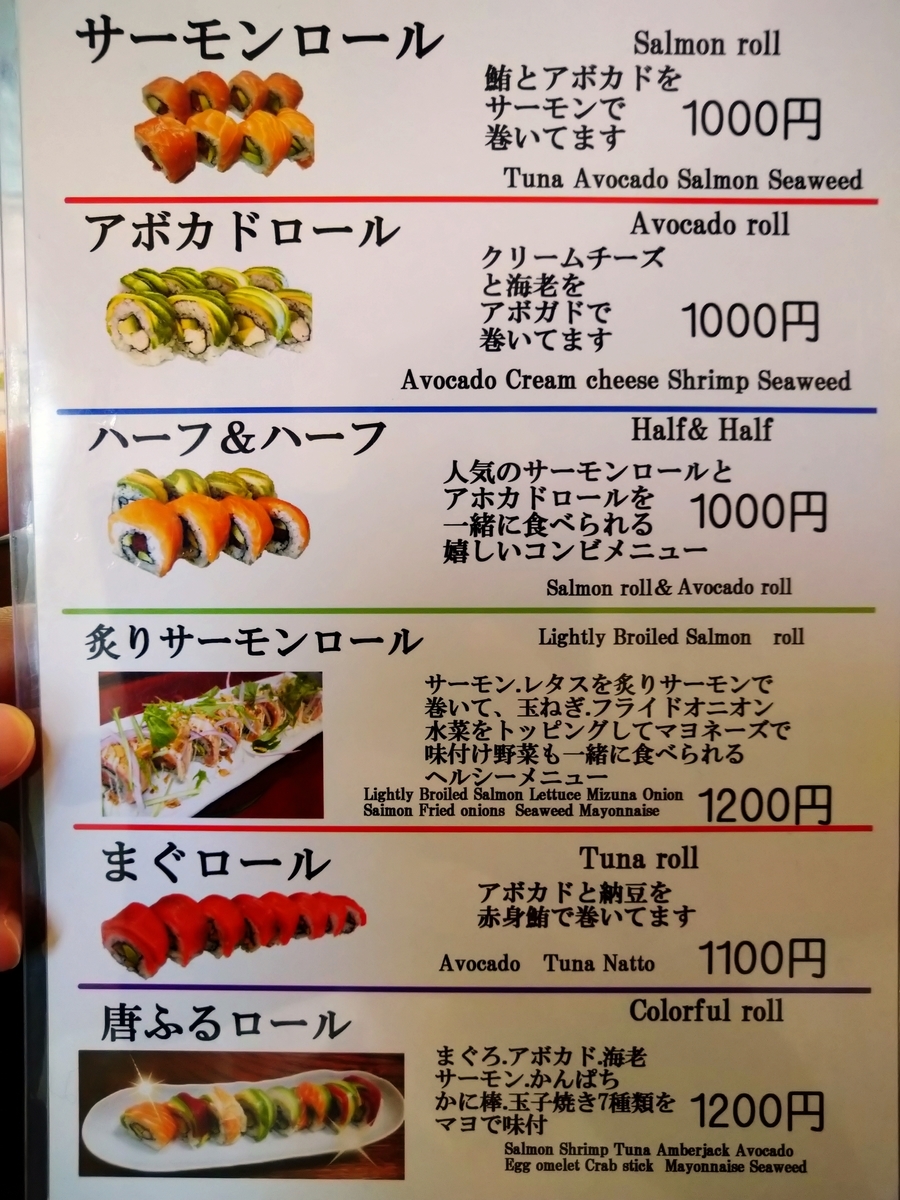 サーモンロール
Salmon roll
鮪とアボカドを
サーモンで
巻いてます
1000円
Tuna Avocado Salmon Seaweed
アボカドロール
Avocado roll
クリームチーズ
と海老を
アボガドで
巻いてます
1000円
Avocado Cream cheese Shrimp Seaweed
ハーフ&ハーフ
Half& Half
人気のサーモンロールと
アホカドロールを
一緒に食べられる
嬉しいコンビメニュー
1000円
Salmon roll& Avocado roll
炙りサーモンロール
Lightly Broiled Salmon roll
サーモン.レタスを炙りサーモンで
巻いて、玉ねぎ.フライドオニオン
水菜をトッピングしてマヨネーズで
味付け野菜も一緒に食べられる
ヘルシーメニュー
Lightly Broiled Salmon Lettuce Mizuna Onion
Saimon Fried onions Seaweed Mayonnaise
1200円
まぐロール
Tuna roll
アボカドと納豆を
赤身鮪で巻いてます
Avocado Tuna Natto
1100円
唐ふるロール
Colorful roll
まぐろ.アボカド.海老
サーモン.かんぱち
かに棒.玉子焼き7種類を
マヨで味付
1200円
Salmon Shrimp Tuna Amberjack Avocado
Egg omelet Crab stick Mayonnaise Seaweed